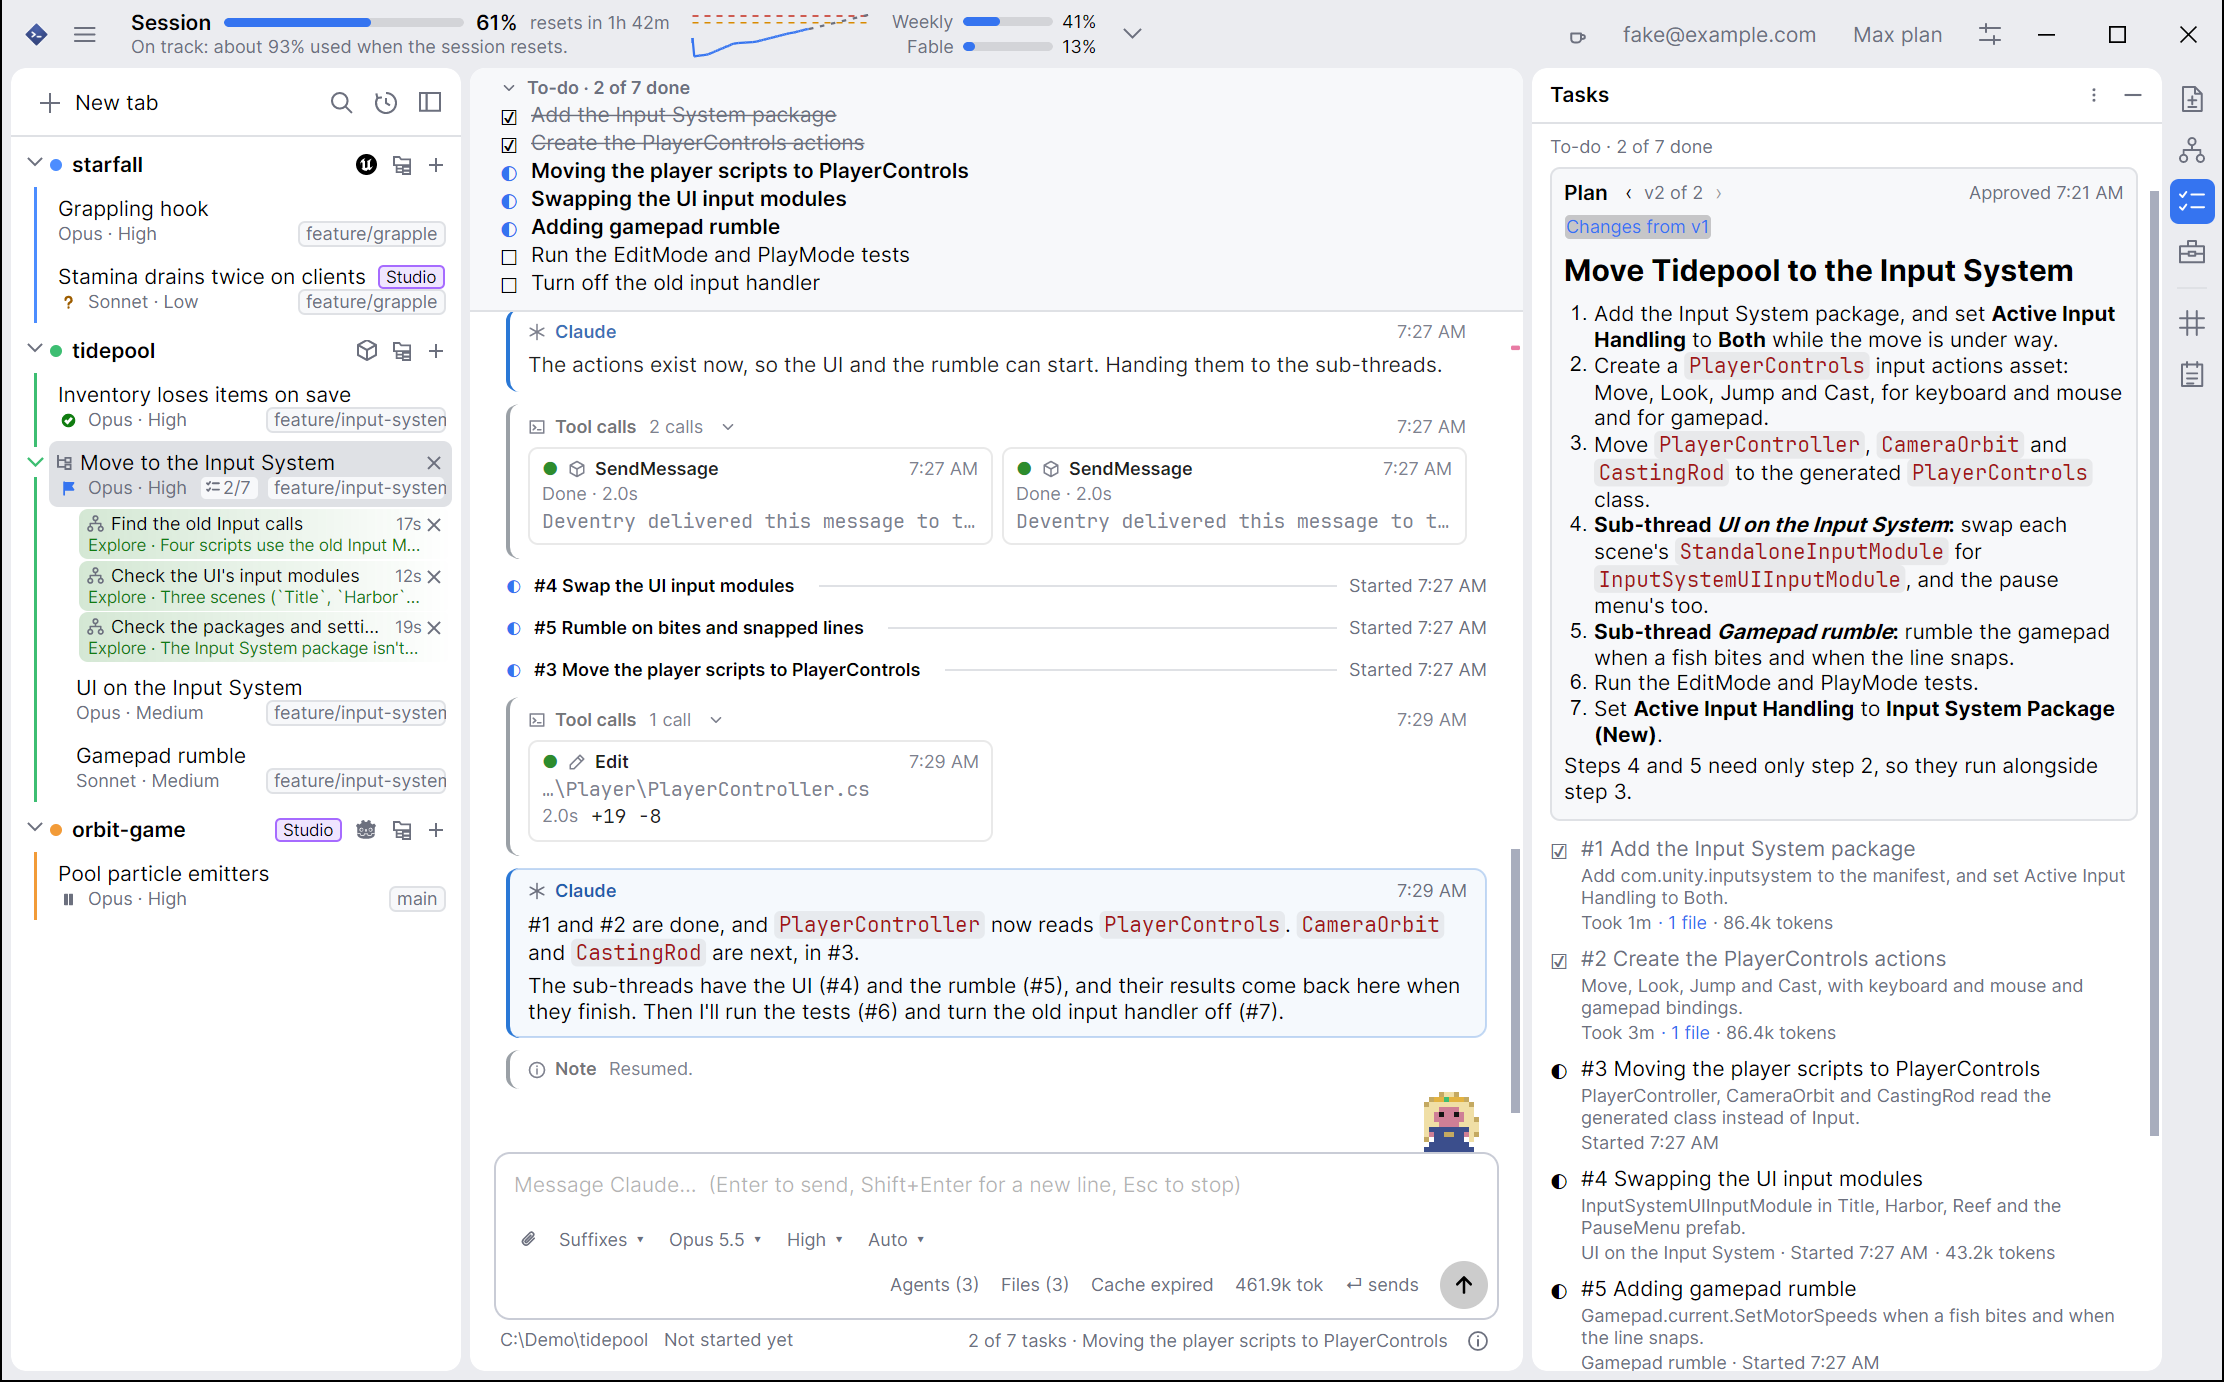 Session 61% resets in 1h 42m
On track: about 93% used when the session resets.
Weekly 41%
Fable 13%
fake@example.com Max plan
New tab
starfall
Grappling hook
Opus · High feature/grapple
Stamina drains twice on clients Studio
? Sonnet · Low feature/grapple
tidepool
Inventory loses items on save
Opus · High feature/input-system
Move to the Input System
Opus · High 2/7 feature/input-system
Find the old Input calls 17s
Explore · Four scripts use the old Input M...
Check the UI's input modules 12s
Explore · Three scenes (`Title`, `Harbor`...
Check the packages and setti... 19s
Explore · The Input System package isn't...
UI on the Input System
Opus · Medium feature/input-system
Gamepad rumble
Sonnet · Medium feature/input-system
orbit-game Studio
Pool particle emitters
Opus · High main
To-do · 2 of 7 done
Add the Input System package
Create the PlayerControls actions
Moving the player scripts to PlayerControls
Swapping the UI input modules
Adding gamepad rumble
Run the EditMode and PlayMode tests
Turn off the old input handler
Claude 7:27 AM
The actions exist now, so the UI and the rumble can start. Handing them to the sub-threads.
Tool calls 2 calls 7:27 AM
SendMessage 7:27 AM
Done · 2.0s
Deventry delivered this message to t…
SendMessage 7:27 AM
Done · 2.0s
Deventry delivered this message to t…
#4 Swap the UI input modules Started 7:27 AM
#5 Rumble on bites and snapped lines Started 7:27 AM
#3 Move the player scripts to PlayerControls Started 7:27 AM
Tool calls 1 call 7:29 AM
Edit 7:29 AM
…\Player\PlayerController.cs
2.0s +19 -8
Claude 7:29 AM
#1 and #2 are done, and PlayerController now reads PlayerControls. CameraOrbit
and CastingRod are next, in #3.
The sub-threads have the UI (#4) and the rumble (#5), and their results come back here when
they finish. Then I'll run the tests (#6) and turn the old input handler off (#7).
Note Resumed.
Message Claude... (Enter to send, Shift+Enter for a new line, Esc to stop)
Suffixes Opus 5.5 High Auto
Agents (3) Files (3) Cache expired 461.9k tok sends
C:\Demo\tidepool Not started yet 2 of 7 tasks · Moving the player scripts to PlayerControls
Tasks
To-do · 2 of 7 done
Plan ‹ v2 of 2 › Approved 7:21 AM
Changes from v1
Move Tidepool to the Input System
1. Add the Input System package, and set Active Input
Handling to Both while the move is under way.
2. Create a PlayerControls input actions asset:
Move, Look, Jump and Cast, for keyboard and mouse
and for gamepad.
3. Move PlayerController, CameraOrbit and
CastingRod to the generated PlayerControls
class.
4. Sub-thread UI on the Input System: swap each
scene's StandaloneInputModule for
InputSystemUIInputModule, and the pause
menu's too.
5. Sub-thread Gamepad rumble: rumble the gamepad
when a fish bites and when the line snaps.
6. Run the EditMode and PlayMode tests.
7. Set Active Input Handling to Input System Package
(New).
Steps 4 and 5 need only step 2, so they run alongside
step 3.
#1 Add the Input System package
Add com.unity.inputsystem to the manifest, and set Active Input
Handling to Both.
Took 1m · 1 file · 86.4k tokens
#2 Create the PlayerControls actions
Move, Look, Jump and Cast, with keyboard and mouse and
gamepad bindings.
Took 3m · 1 file · 86.4k tokens
#3 Moving the player scripts to PlayerControls
PlayerController, CameraOrbit and CastingRod read the
generated class instead of Input.
Started 7:27 AM
#4 Swapping the UI input modules
InputSystemUIInputModule in Title, Harbor, Reef and the
PauseMenu prefab.
UI on the Input System · Started 7:27 AM · 43.2k tokens
#5 Adding gamepad rumble
Gamepad.current.SetMotorSpeeds when a fish bites and when
the line snaps.
Gamepad rumble · Started 7:27 AM